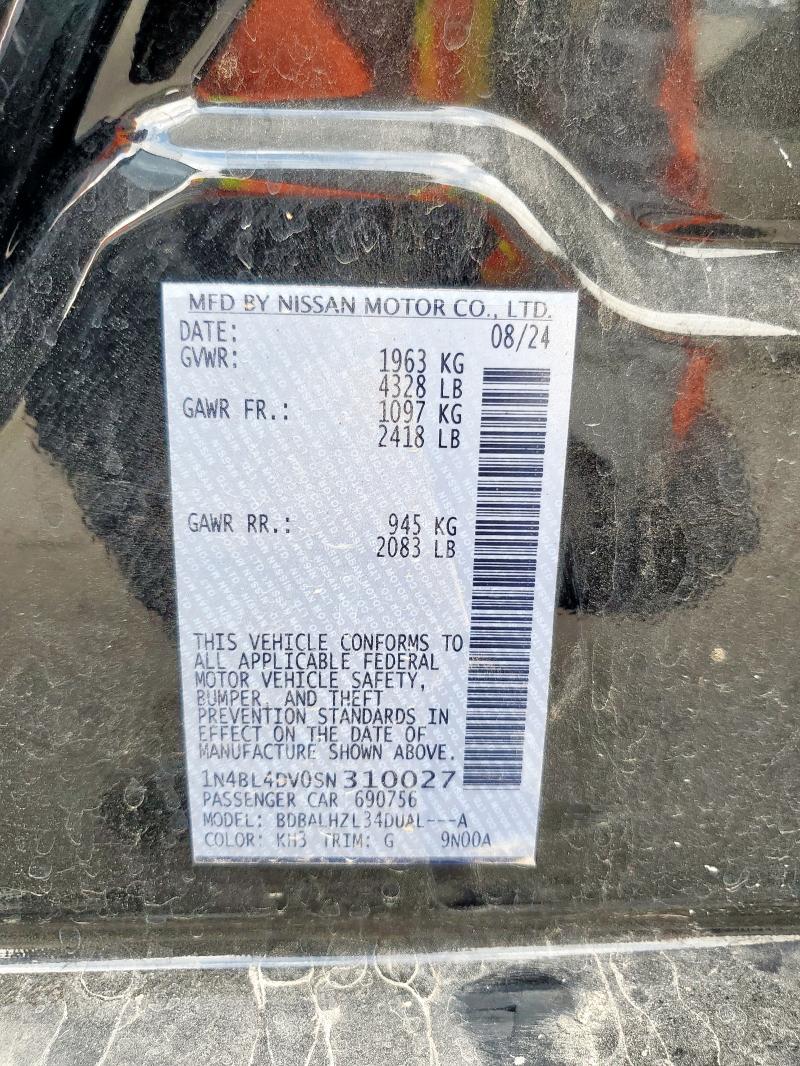 MFD BY NISSAN MOTOR CO., LTD.
DATE: 08/24
GVWR: 1963 KG
4328 LB
GAWR FR.: 1097 KG
2418 LB
GAWR RR.: 945 KG
2083 LB
THIS VEHICLE CONFORMS TO
ALL APPLICABLE FEDERAL
MOTOR VEHICLE SAFETY,
BUMPER, AND THEFT
PREVENTION STANDARDS IN
EFFECT ON THE DATE OF
MANUFACTURE SHOWN ABOVE.
1N4BL4DV0SN310027
PASSENGER CAR 690756
MODEL: BDBALHZL34DUAL---A
COLOR: KH3 TRIM: G 9N00A